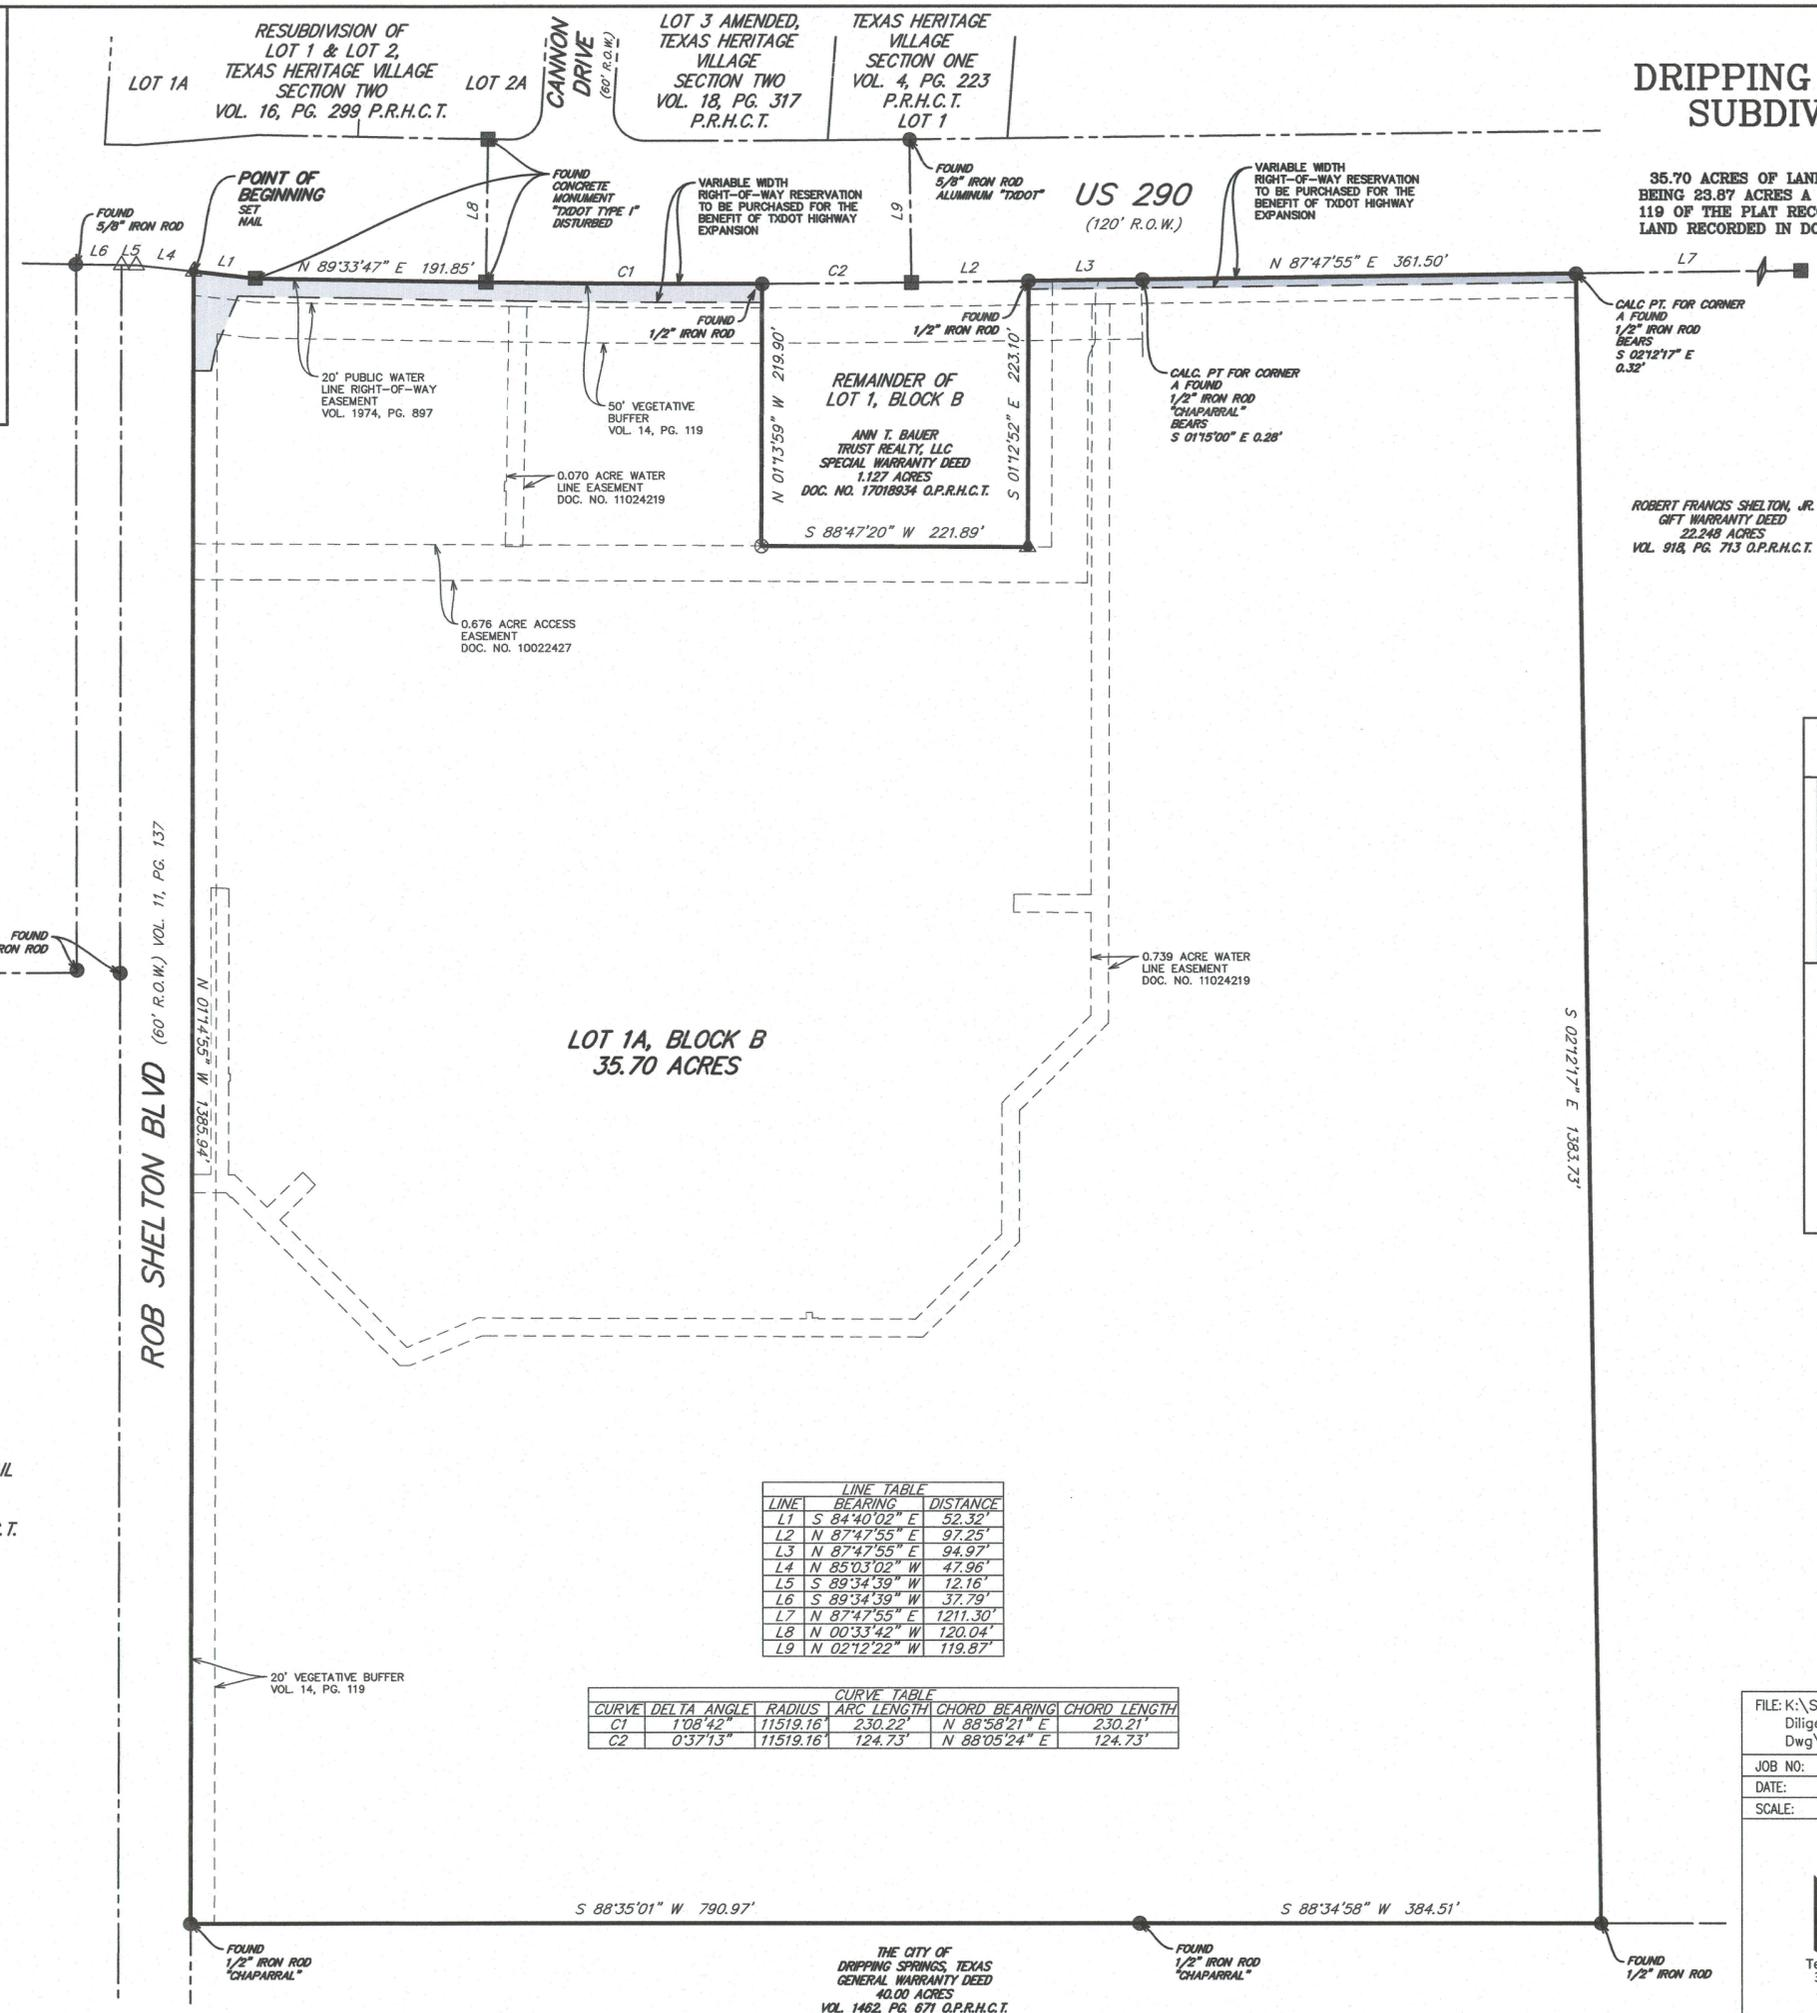 RESUBDIVISION OF
LOT 1 & LOT 2,
TEXAS HERITAGE VILLAGE
SECTION TWO
VOL. 16, PG. 299 P.R.H.C.T.
LOT 1A
LOT 2A
CANNON
DRIVE
(60' R.O.W.)
LOT 3 AMENDED,
TEXAS HERITAGE
VILLAGE
SECTION TWO
VOL. 18, PG. 317
P.R.H.C.T.
TEXAS HERITAGE
VILLAGE
SECTION ONE
VOL. 4, PG. 223
P.R.H.C.T.
LOT 1
DRIPPING
SUBDIV
35.70 ACRES OF LAN
BEING 23.87 ACRES A
119 OF THE PLAT REC
LAND RECORDED IN DO
FOUND
5/8" IRON ROD
POINT OF
BEGINNING
SET
NAIL
FOUND
CONCRETE
MONUMENT
"TXDOT TYPE I"
DISTURBED
VARIABLE WIDTH
RIGHT-OF-WAY RESERVATION
TO BE PURCHASED FOR THE
BENEFIT OF TXDOT HIGHWAY
EXPANSION
FOUND
5/8" IRON ROD
ALUMINUM "TXDOT"
US 290
(120' R.O.W.)
VARIABLE WIDTH
RIGHT-OF-WAY RESERVATION
TO BE PURCHASED FOR THE
BENEFIT OF TXDOT HIGHWAY
EXPANSION
L8
L9
L6 L5 L4 L1
N 89°33'47" E 191.85'
C1
C2
L2
L3
N 87°47'55" E 361.50'
L7
FOUND
1/2" IRON ROD
FOUND
1/2" IRON ROD
CALC PT. FOR CORNER
A FOUND
1/2" IRON ROD
BEARS
S 02°12'17" E
0.32'
20' PUBLIC WATER
LINE RIGHT-OF-WAY
EASEMENT
VOL. 1974, PG. 897
50' VEGETATIVE
BUFFER
VOL. 14, PG. 119
N 01°13'59" W 219.90'
REMAINDER OF
LOT 1, BLOCK B
ANN T. BAUER
TRUST REALTY, LLC
SPECIAL WARRANTY DEED
1.127 ACRES
DOC. NO. 17018934 O.P.R.H.C.T.
S 01°12'52" E 223.10'
CALC. PT FOR CORNER
A FOUND
1/2" IRON ROD
"CHAPARRAL"
BEARS
S 01°15'00" E 0.28'
0.070 ACRE WATER
LINE EASEMENT
DOC. NO. 11024219
S 88°47'20" W 221.89'
ROBERT FRANCIS SHELTON, JR.
GIFT WARRANTY DEED
22.248 ACRES
VOL. 918, PG. 713 O.P.R.H.C.T.
0.676 ACRE ACCESS
EASEMENT
DOC. NO. 10022427
FOUND
RON ROD
ROB SHELTON BLVD (60' R.O.W.) VOL. 11, PG. 137
N 01°14'55" W 1385.94'
0.739 ACRE WATER
LINE EASEMENT
DOC. NO. 11024219
LOT 1A, BLOCK B
35.70 ACRES
S 02°12'17" E 1383.73'
IL
.T.
LINE TABLE
LINE BEARING DISTANCE
L1 S 84°40'02" E 52.32'
L2 N 87°47'55" E 97.25'
L3 N 87°47'55" E 94.97'
L4 N 85°03'02" W 47.96'
L5 S 89°34'39" W 12.16'
L6 S 89°34'39" W 37.79'
L7 N 87°47'55" E 1211.30'
L8 N 00°33'42" W 120.04'
L9 N 02°12'22" W 119.87'
20' VEGETATIVE BUFFER
VOL. 14, PG. 119
CURVE TABLE
CURVE DELTA ANGLE RADIUS ARC LENGTH CHORD BEARING CHORD LENGTH
C1 1°08'42" 11519.16' 230.22' N 88°58'21" E 230.21'
C2 0°37'13" 11519.16' 124.73' N 88°05'24" E 124.73'
FILE: K:\S
Dilige
Dwg\
JOB NO:
DATE:
SCALE:
S 88°35'01" W 790.97'
S 88°34'58" W 384.51'
FOUND
1/2" IRON ROD
"CHAPARRAL"
THE CITY OF
DRIPPING SPRINGS, TEXAS
GENERAL WARRANTY DEED
40.00 ACRES
VOL. 1462, PG. 671 O.P.R.H.C.T.
FOUND
1/2" IRON ROD
"CHAPARRAL"
FOUND
1/2" IRON ROD
Te